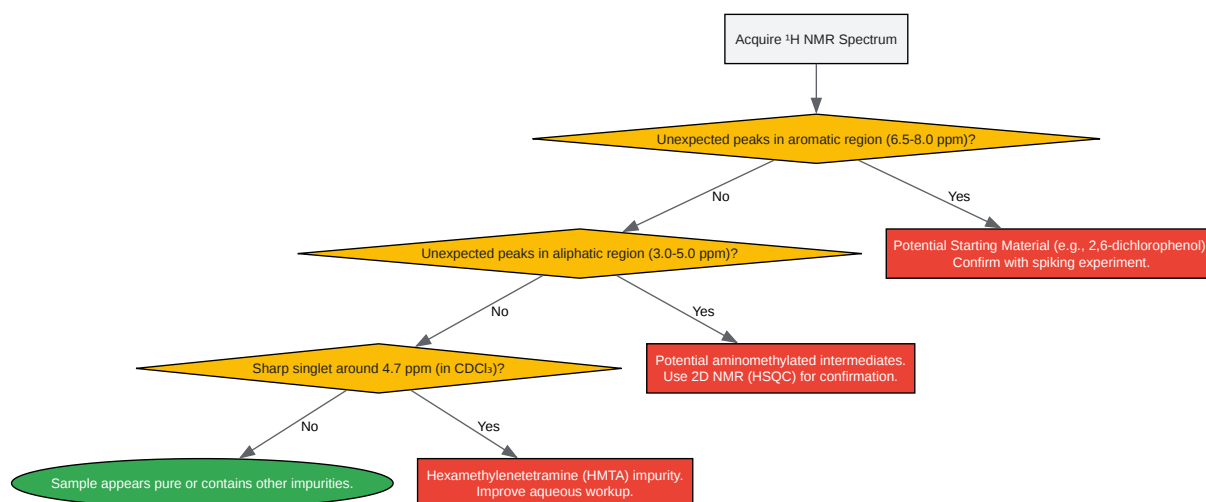 Acquire ¹H NMR Spectrum
Unexpected peaks in aromatic region (6.5-8.0 ppm)?
No
Yes
Unexpected peaks in aliphatic region (3.0-5.0 ppm)?
Potential Starting Material (e.g., 2,6-dichlorophenol)
Confirm with spiking experiment.
No
Yes
Sharp singlet around 4.7 ppm (in CDCl₃)?
Potential aminomethylated intermediates.
Use 2D NMR (HSQC) for confirmation.
No
Yes
Sample appears pure or contains other impurities.
Hexamethylenetetramine (HMTA) impurity.
Improve aqueous workup.